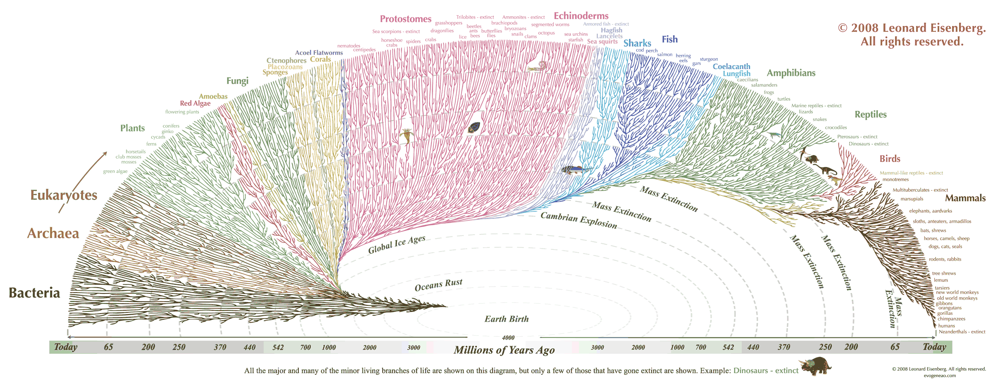 © 2008 Leonard Eisenberg.
All rights reserved.
Bacteria
Archaea
Eukaryotes
green algae
mosses
club mosses
horsetails
ferns
cycads
ginko
conifers
Plants
flowering plants
Red Algae
Amoebas
Fungi
Sponges
Placozoans
Ctenophores
Corals
Acoel Flatworms
nematodes
centipedes
Protostomes
Sea scorpions - extinct
horseshoe
crabs
spiders
crabs
dragonflies
grasshoppers
Trilobites - extinct
lice
beetles
ants
bees
butterflies
flies
brachiopods
bryozoans
snails
Ammonites - extinct
clams
segmented worms
octopus
Echinoderms
sea urchins
starfish
Armored fish - extinct
Hagfish
Lancelets
Sea squirts
Sharks
Fish
cod
perch
salmon
herring
eels
gars
sturgeon
Coelacanth
Lungfish
Amphibians
caecilians
salamanders
frogs
turtles
Marine reptiles - extinct
lizards
Reptiles
snakes
crocodiles
Pterosaurs - extinct
Dinosaurs - extinct
Birds
Mammal-like reptiles - extinct
monotremes
Multituberculates - extinct
marsupials
Mammals
elephants, aardvarks
sloths, anteaters, armadillos
bats, shrews
horses, camels, sheep
dogs, cats, seals
rodents, rabbits
tree shrews
lemurs
tarsiers
new world monkeys
old world monkeys
gibbons
orangutans
gorillas
chimpanzees
humans
Neanderthals - extinct
Mass Extinction
Mass Extinction
Cambrian Explosion
Global Ice Ages
Oceans Rust
Earth Birth
Mass Extinction
Mass Extinction
Mass
Extinction
4000
Today 65 200 250 370 440 542 700 1000 2000 3000 Millions of Years Ago 3000 2000 1000 700 542 440 370 250 200 65 Today
All the major and many of the minor living branches of life are shown on this diagram, but only a few of those that have gone extinct are shown. Example: Dinosaurs - extinct
© 2008 Leonard Eisenberg. All rights reserved.
evogeneao.com